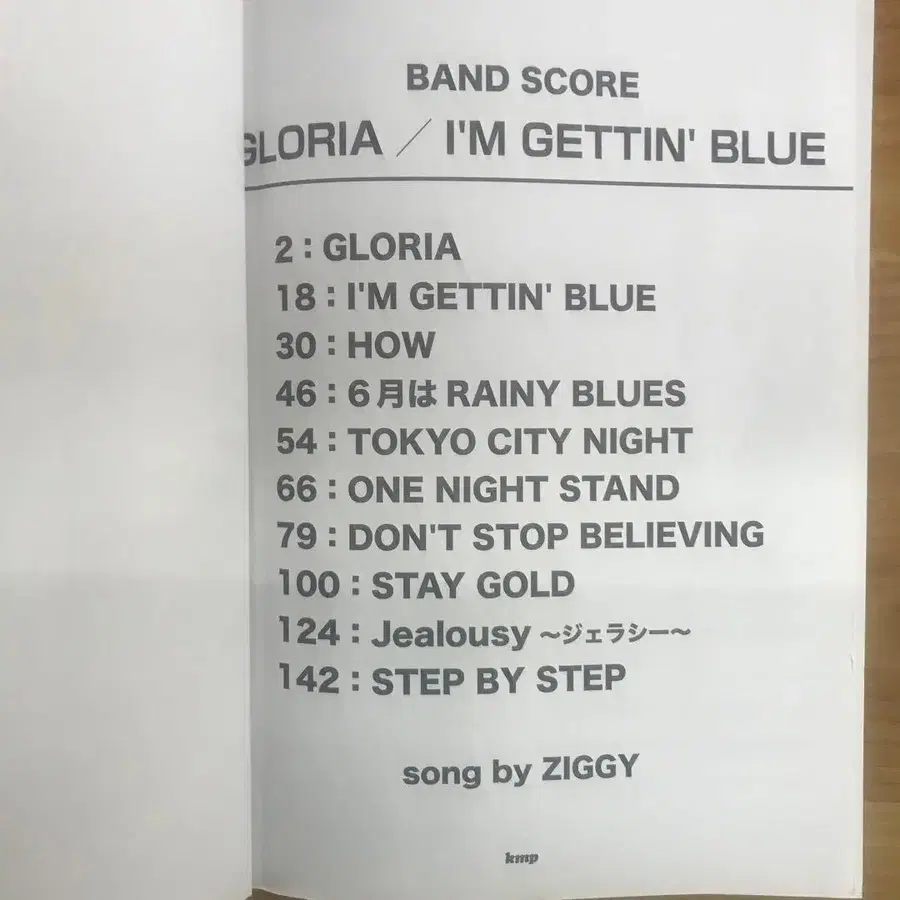 BAND SCORE
GLORIA／I'M GETTIN' BLUE
2：GLORIA
18：I'M GETTIN' BLUE
30：HOW
46：6月は RAINY BLUES
54：TOKYO CITY NIGHT
66：ONE NIGHT STAND
79：DON'T STOP BELIEVING
100：STAY GOLD
124：Jealousy ～ジェラシー～
142：STEP BY STEP
song by ZIGGY
kmp